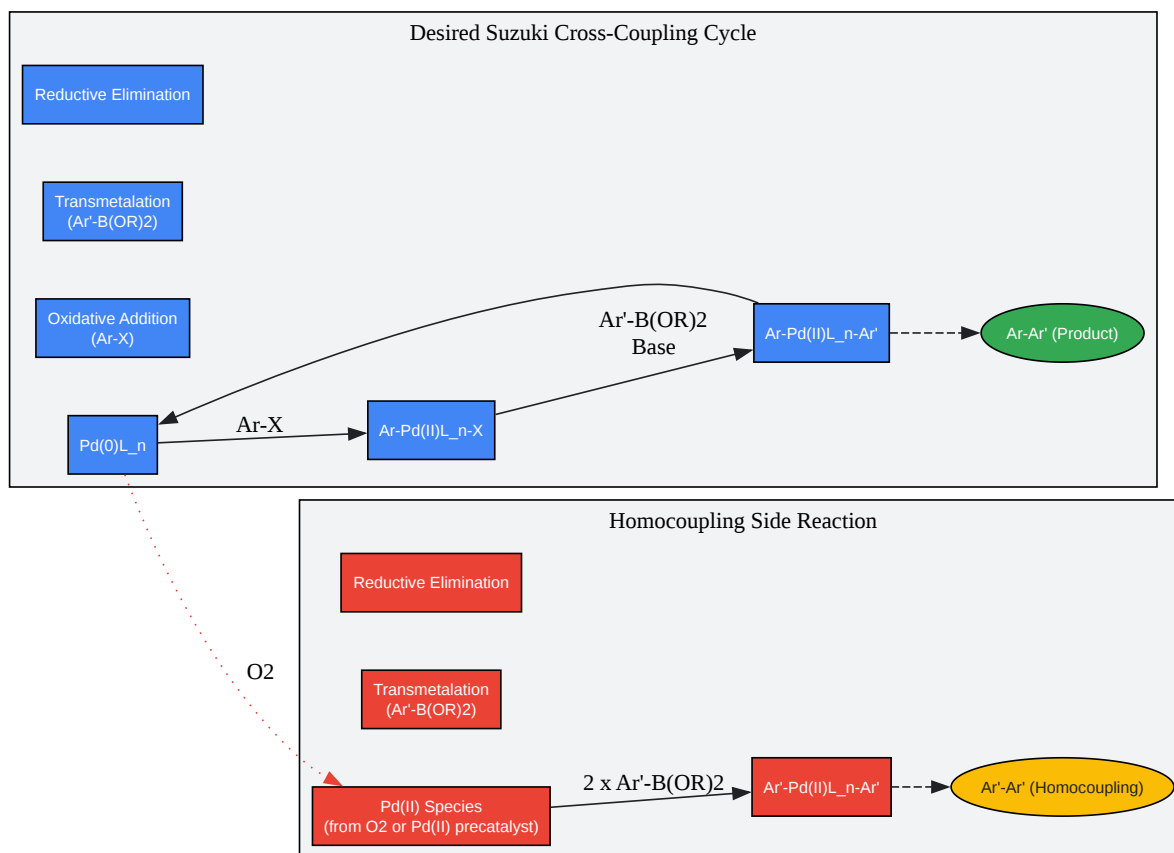 Desired Suzuki Cross-Coupling Cycle
Reductive Elimination
Transmetalation
(Ar'-B(OR)2)
Oxidative Addition
(Ar-X)
Pd(0)L_n
Ar-X
Ar-Pd(II)L_n-X
Ar'-B(OR)2
Base
Ar-Pd(II)L_n-Ar'
Ar-Ar' (Product)
O2
Homocoupling Side Reaction
Reductive Elimination
Transmetalation
(Ar'-B(OR)2)
Pd(II) Species
(from O2 or Pd(II) precatalyst)
2 x Ar'-B(OR)2
Ar'-Pd(II)L_n-Ar'
Ar'-Ar' (Homocoupling)